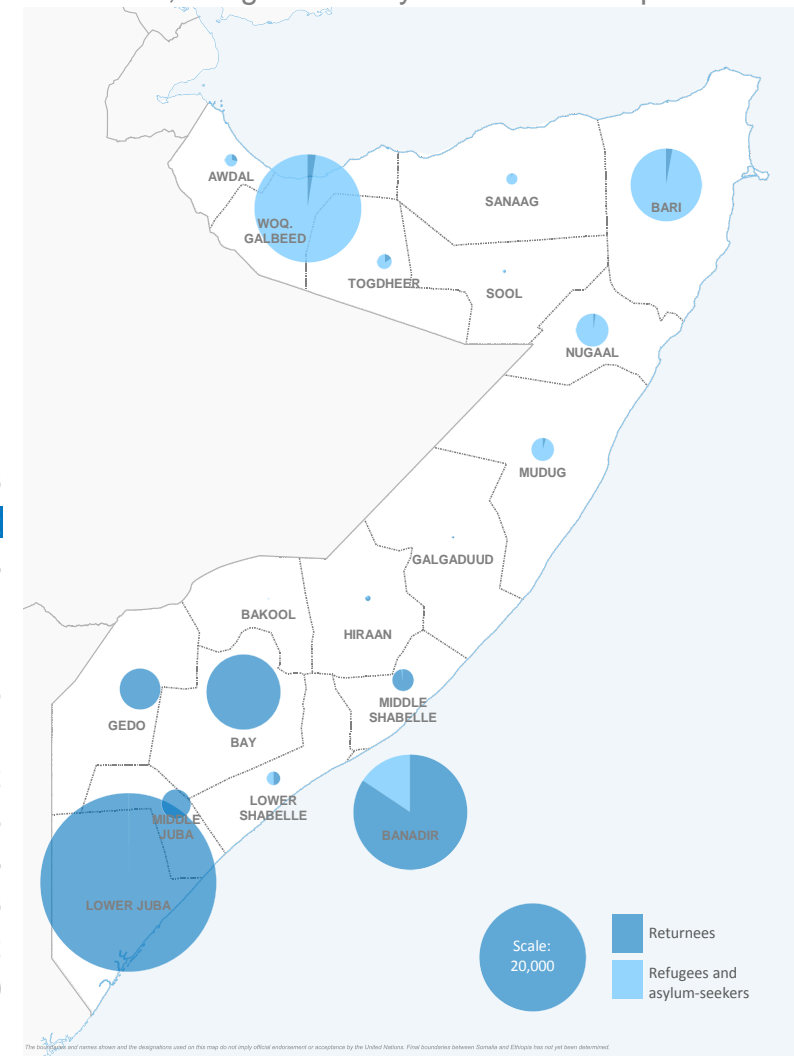 AWDAL
WOQ.
GALBEED
TOGDHEER
SANAAG
SOOL
BARI
NUGAAL
MUDUG
GALGADUUD
BAKOOL
HIRAAN
GEDO
BAY
MIDDLE
SHABELLE
LOWER
SHABELLE
MIDDLE
JUBA
BANADIR
LOWER JUBA
Scale:
20,000
Returnees
Refugees and
asylum-seekers
The boundaries and names shown and the designations used on this map do not imply official endorsement or acceptance by the United Nations. Final boundaries between Somalia and Ethiopia has not yet been determined.